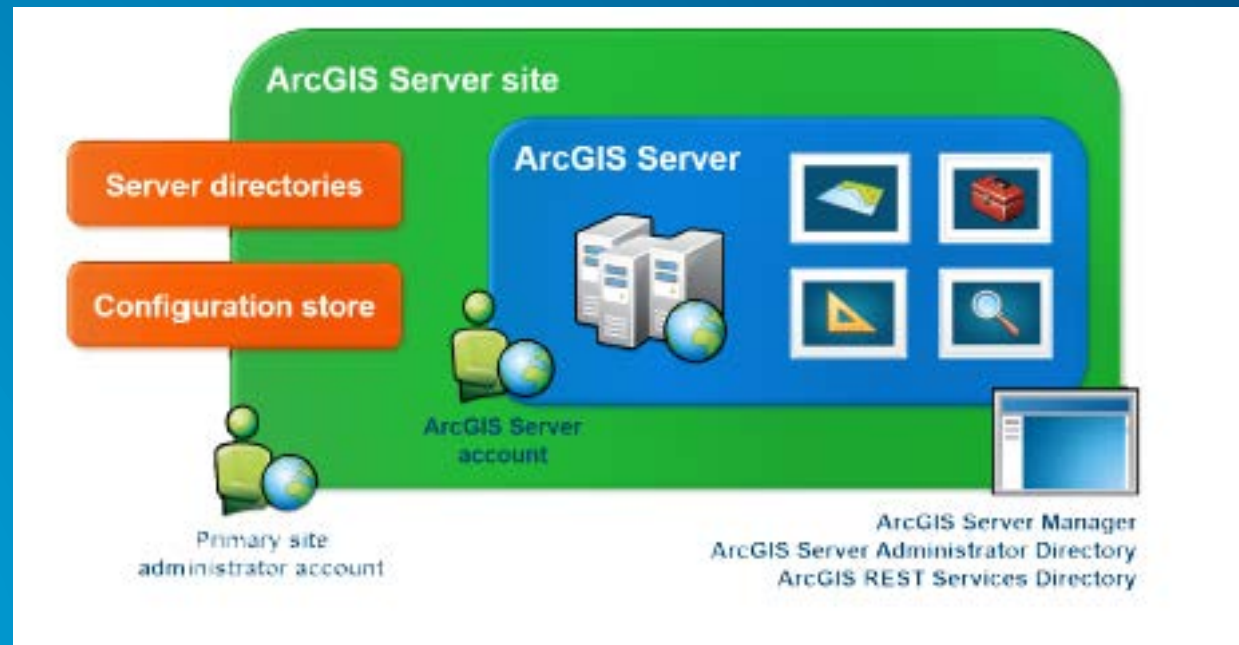 ArcGIS Server site
ArcGIS Server
Server directories
Configuration store
ArcGIS Server
account
Primary site
administrator account
ArcGIS Server Manager
ArcGIS Server Administrator Directory
ArcGIS REST Services Directory